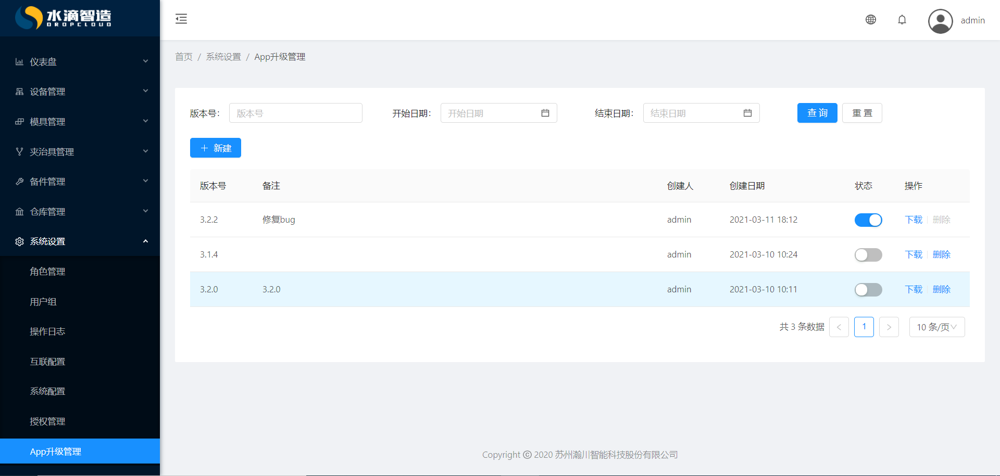 水滴智造
DROPCLOUD
admin
仪表盘
设备管理
模具管理
夹治具管理
备件管理
仓库管理
系统设置
角色管理
用户组
操作日志
互联配置
系统配置
授权管理
App升级管理
首页 / 系统设置 / App升级管理
版本号： 版本号 开始日期： 开始日期 结束日期： 结束日期 查询 重置
新建
版本号 备注 创建人 创建日期 状态 操作
3.2.2 修复bug admin 2021-03-11 18:12 下载 删除
3.1.4 admin 2021-03-10 10:24 下载 删除
3.2.0 3.2.0 admin 2021-03-10 10:11 下载 删除
共 3 条数据 < 1 > 10 条/页
Copyright © 2020 苏州瀚川智能科技股份有限公司